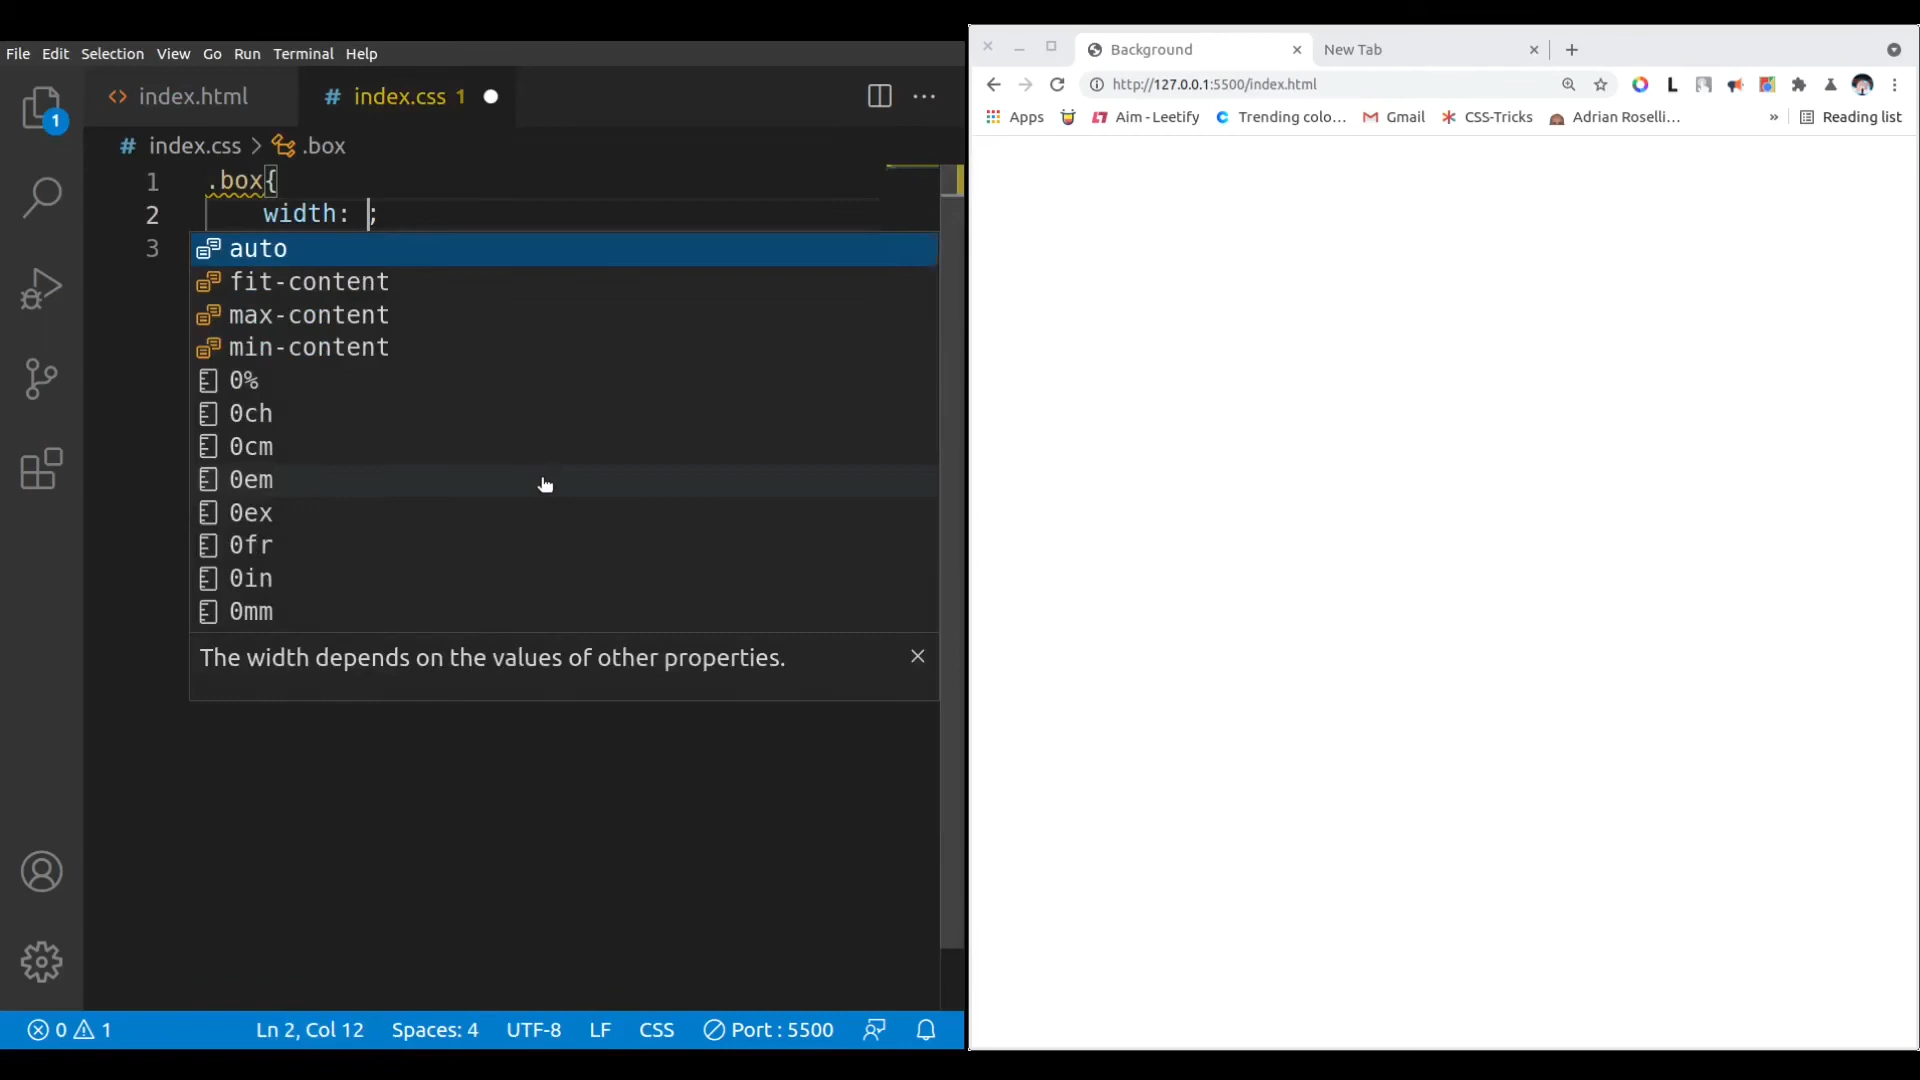 File Edit Selection View Go Run Terminal Help
1
<> index.html
# index.css 1
# index.css > .box
1 .box{
2 width: ;
3
auto
fit-content
max-content
min-content
0%
0ch
0cm
0em
0ex
0fr
0in
0mm
The width depends on the values of other properties.
0 1
Ln 2, Col 12 Spaces: 4 UTF-8 LF CSS Port : 5500
Background
New Tab
http://127.0.0.1:5500/index.html
L
Apps
Aim - Leetify
Trending colo...
Gmail
CSS-Tricks
Adrian Roselli...
»
Reading list